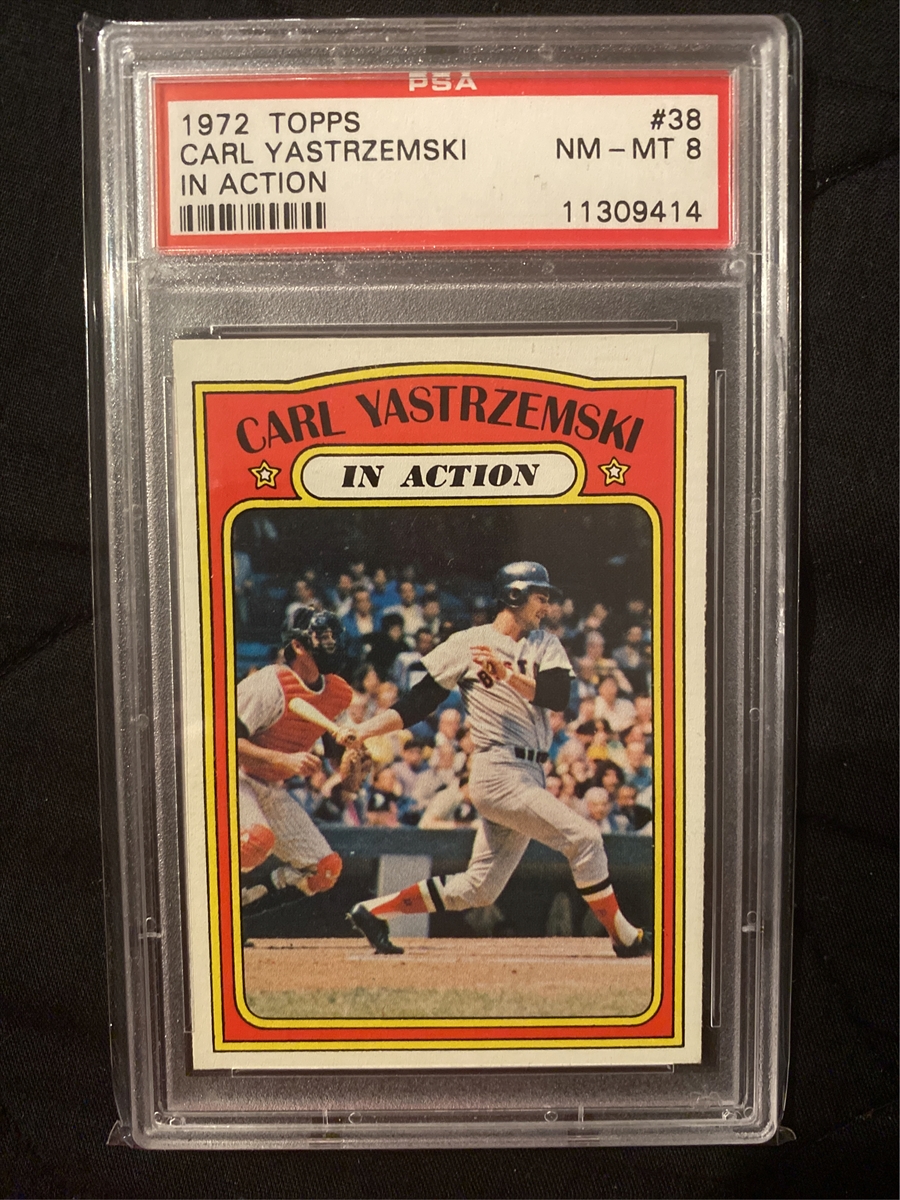 PSA
1972 TOPPS #38
CARL YASTRZEMSKI NM-MT 8
IN ACTION
11309414
CARL YASTRZEMSKI
IN ACTION